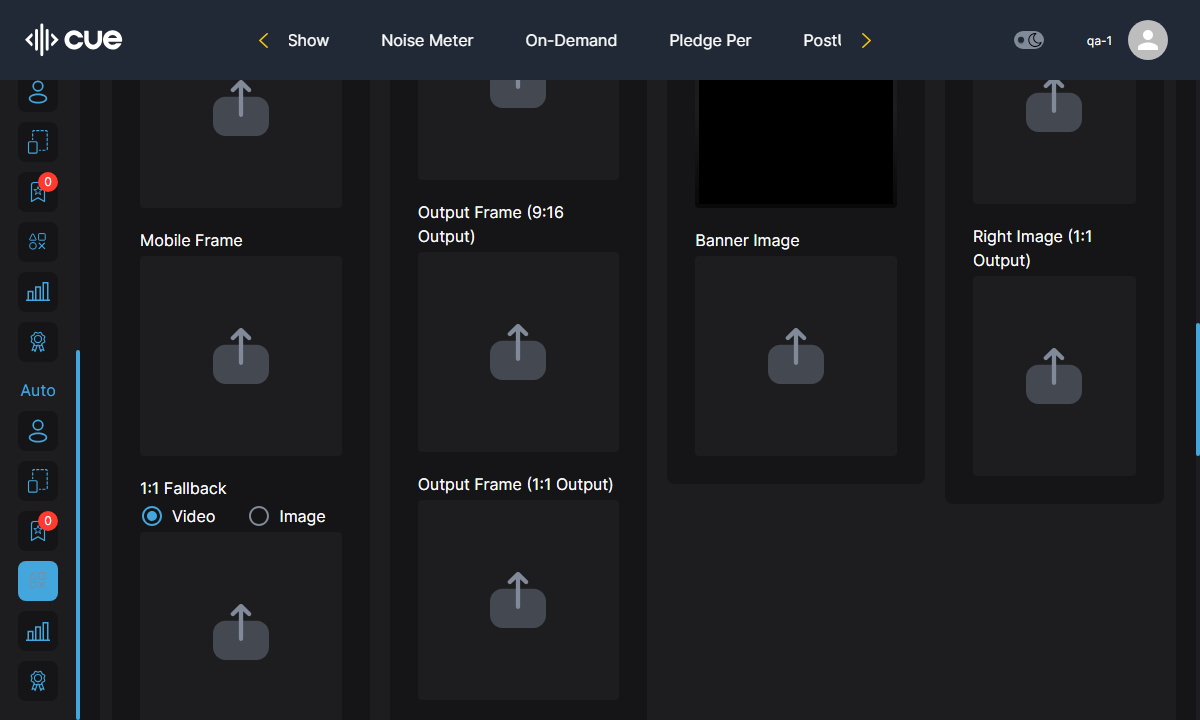 cue
Show
Noise Meter
On-Demand
Pledge Per
qa-1
0
Auto
0
Mobile Frame
1:1 Fallback
Video
Image
Output Frame (9:16
Output)
Output Frame (1:1 Output)
Banner Image
Right Image (1:1
Output)